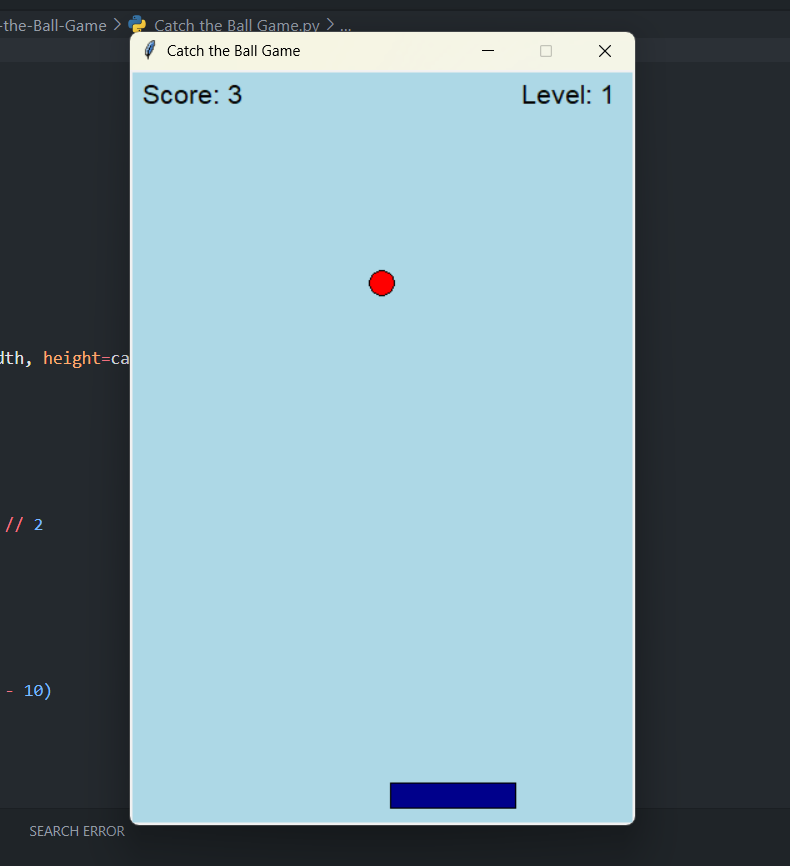 -the-Ball-Game > Catch the Ball Game.py > ...
Catch the Ball Game
Score: 3 Level: 1
dth, height=ca
// 2
- 10)
SEARCH ERROR